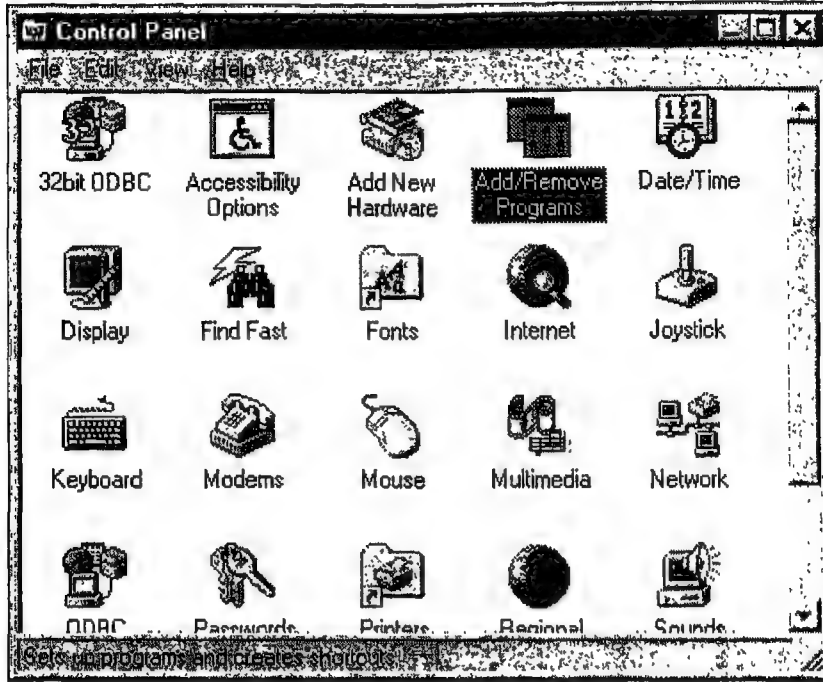 Control Panel
File Edit View Help
32bit ODBC Accessibility Options Add New Hardware Add/Remove Programs Date/Time
Display Find Fast Fonts Internet Joystick
Keyboard Modems Mouse Multimedia Network
ODBC Passwords Printers Regional Sounds
Sets up programs and creates shortcuts.